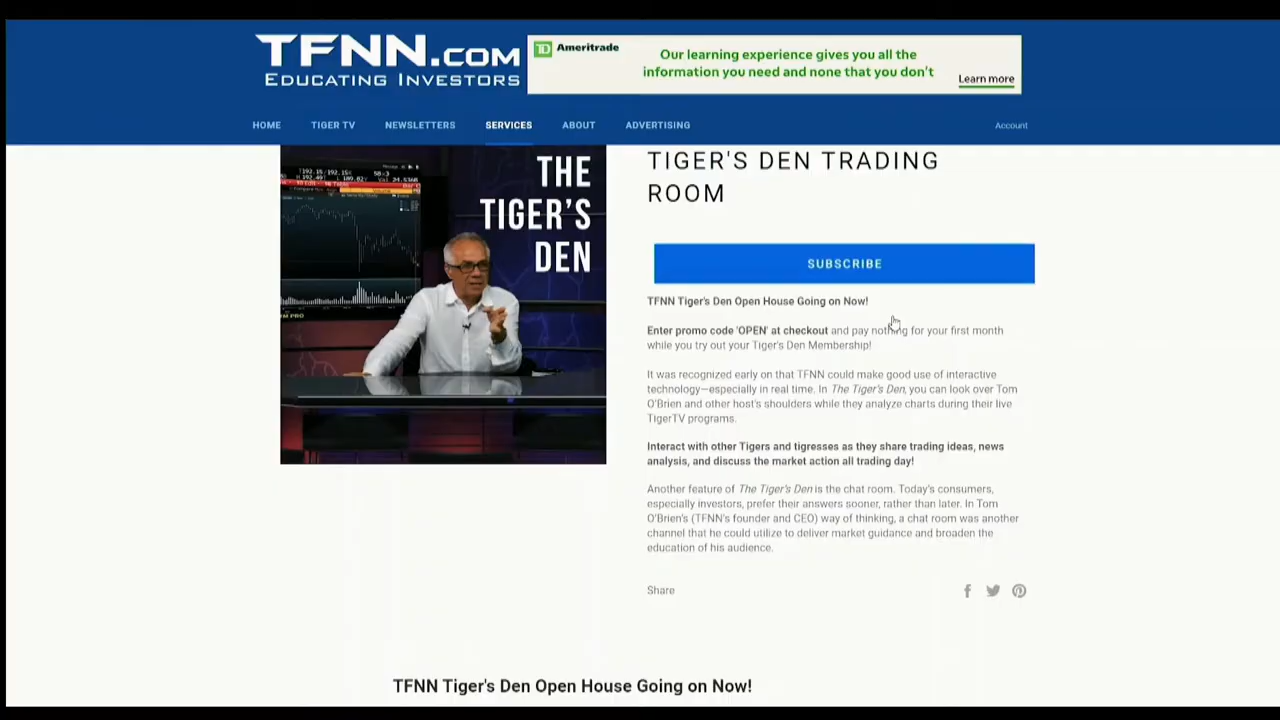 TFNN.COM
EDUCATING INVESTORS
TD Ameritrade
Our learning experience gives you all the
information you need and none that you don't
Learn more
HOME
TIGER TV
NEWSLETTERS
SERVICES
ABOUT
ADVERTISING
Account
THE
TIGER'S
DEN
TIGER'S DEN TRADING
ROOM
SUBSCRIBE
TFNN Tiger's Den Open House Going on Now!
Enter promo code 'OPEN' at checkout and pay nothing for your first month
while you try out your Tiger's Den Membership!
It was recognized early on that TFNN could make good use of interactive
technology—especially in real time. In The Tiger's Den, you can look over Tom
O'Brien and other host's shoulders while they analyze charts during their live
TigerTV programs.
Interact with other Tigers and tigresses as they share trading ideas, news
analysis, and discuss the market action all trading day!
Another feature of The Tiger's Den is the chat room. Today's consumers,
especially investors, prefer their answers sooner, rather than later. In Tom
O'Brien's (TFNN's founder and CEO) way of thinking, a chat room was another
channel that he could utilize to deliver market guidance and broaden the
education of his audience.
Share
TFNN Tiger's Den Open House Going on Now!